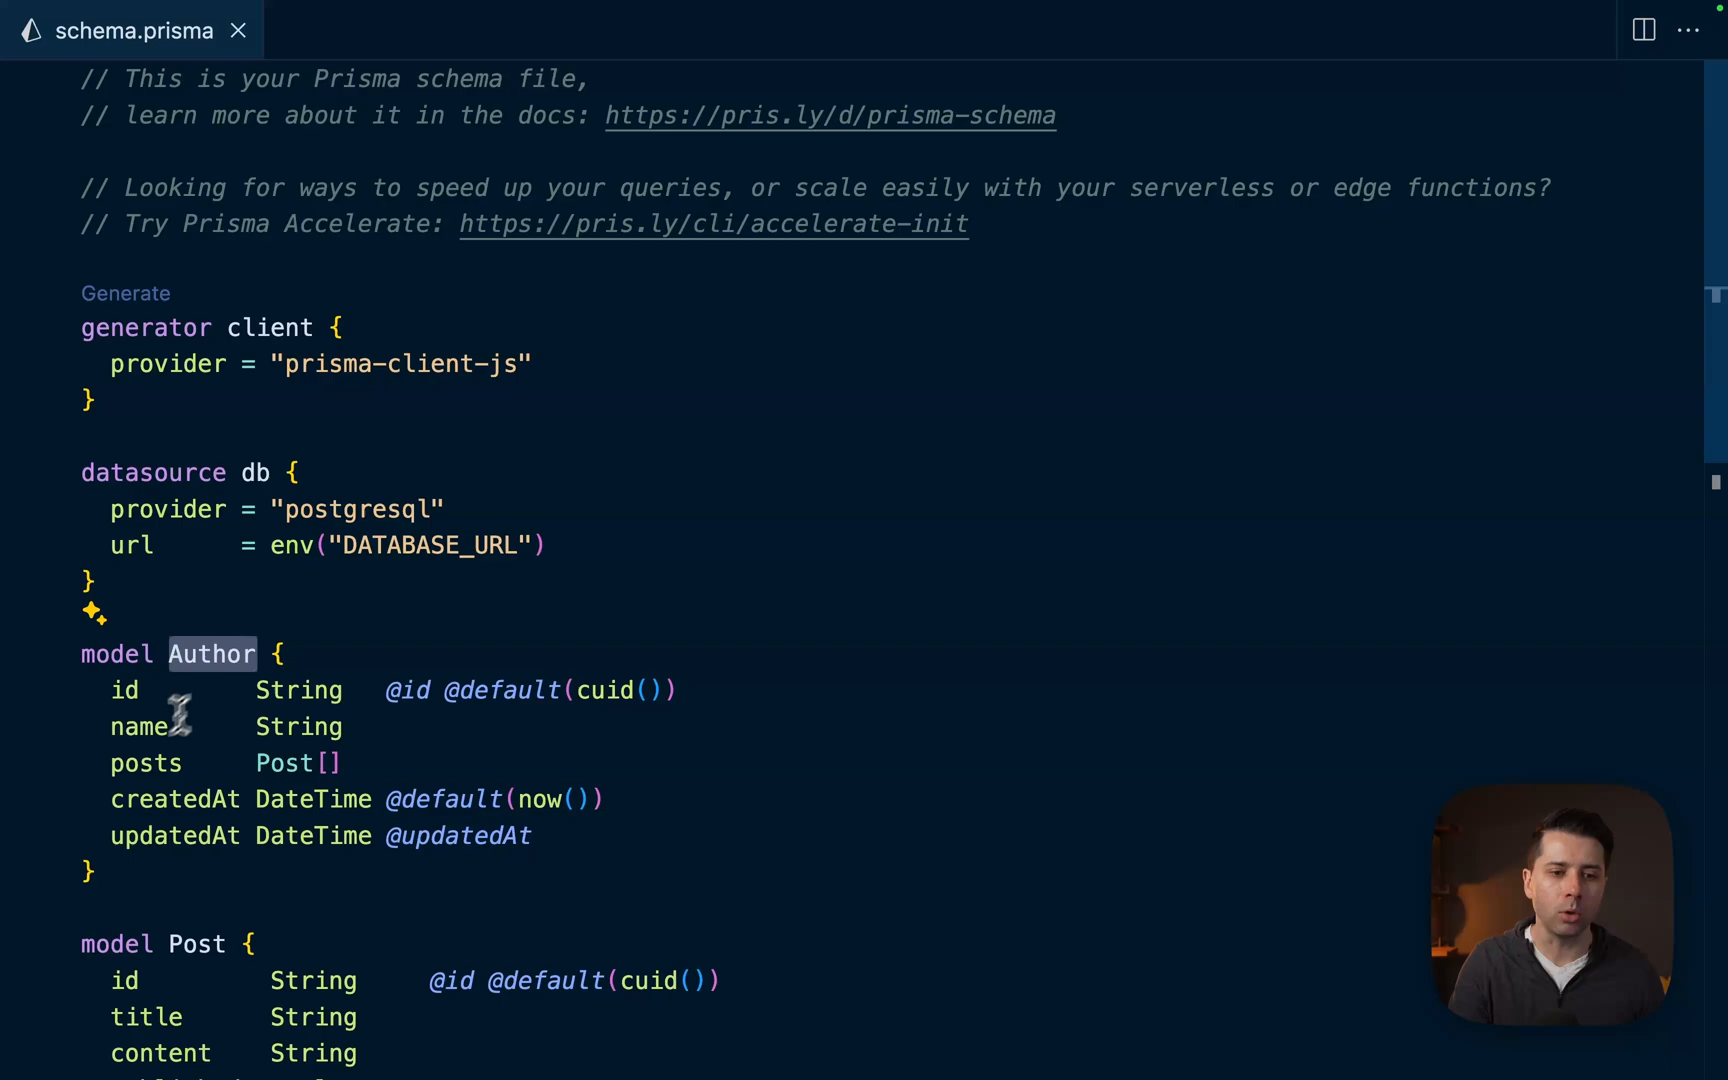 schema.prisma
// This is your Prisma schema file,
// learn more about it in the docs: https://pris.ly/d/prisma-schema
// Looking for ways to speed up your queries, or scale easily with your serverless or edge functions?
// Try Prisma Accelerate: https://pris.ly/cli/accelerate-init
Generate
generator client {
  provider = "prisma-client-js"
}
datasource db {
  provider = "postgresql"
  url      = env("DATABASE_URL")
}
model Author {
  id        String   @id @default(cuid())
  name      String
  posts     Post[]
  createdAt DateTime @default(now())
  updatedAt DateTime @updatedAt
}
model Post {
  id         String     @id @default(cuid())
  title      String
  content    String